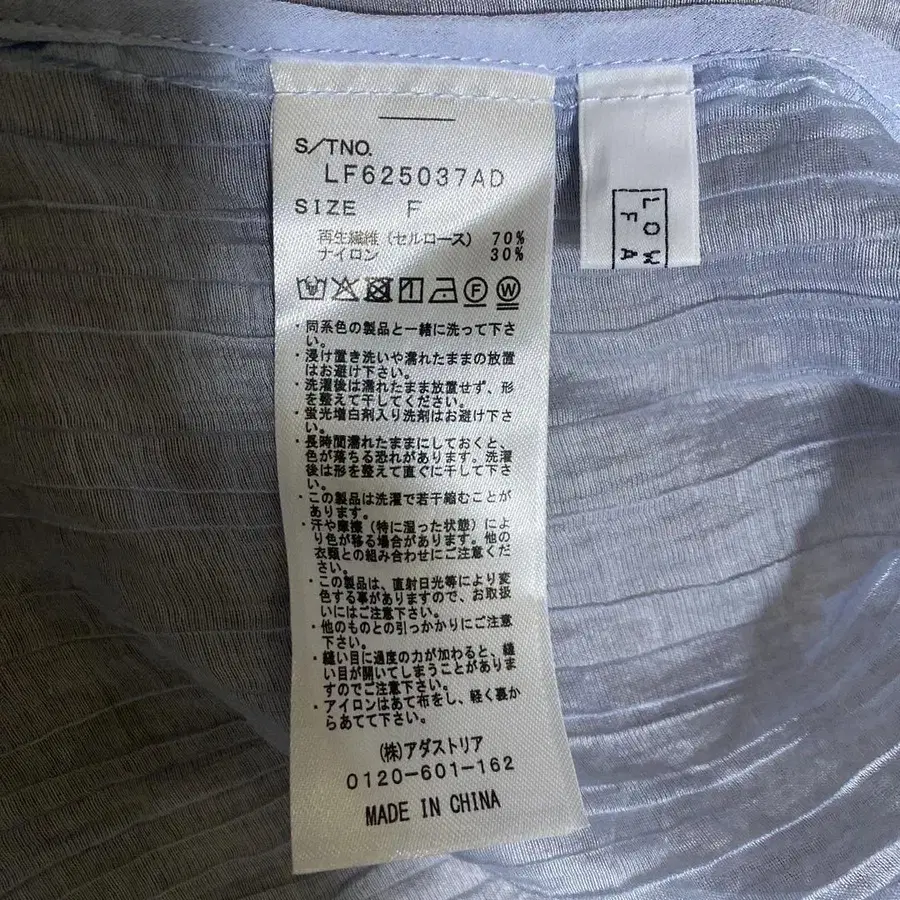 S/TNO.
LF625037AD
SIZE F
再生繊維(セルロース) 70%
ナイロン 30%
F W
・同系色の製品と一緒に洗って下さ
い。
・浸け置き洗いや濡れたままの放置
はお避け下さい。
・洗濯後は濡れたまま放置せず、形
を整えて干してください。
・蛍光増白剤入り洗剤はお避け下さ
い。
・長時間濡れたままにしておくと、
色が落ちる恐れがあります。洗濯
後は形を整えて直ぐに干して下さ
い。
・この製品は洗濯で若干縮むことが
あります。
・汗や摩擦(特に湿った状態)によ
り色が移る場合があります。他の
衣類との組み合わせにご注意くだ
さい。
・この製品は、直射日光等により変
色する事がありますので、お取扱
いにはご注意下さい。
・他のものとの引っかかりにご注意
下さい。
・縫い目に過度の力が加わると、縫
い目が開いてしまうことがありま
すのでご注意下さい。
・アイロンはあて布をし、軽く裏か
らあてて下さい。
(株)アダストリア
0120-601-162
MADE IN CHINA
LOW
FA